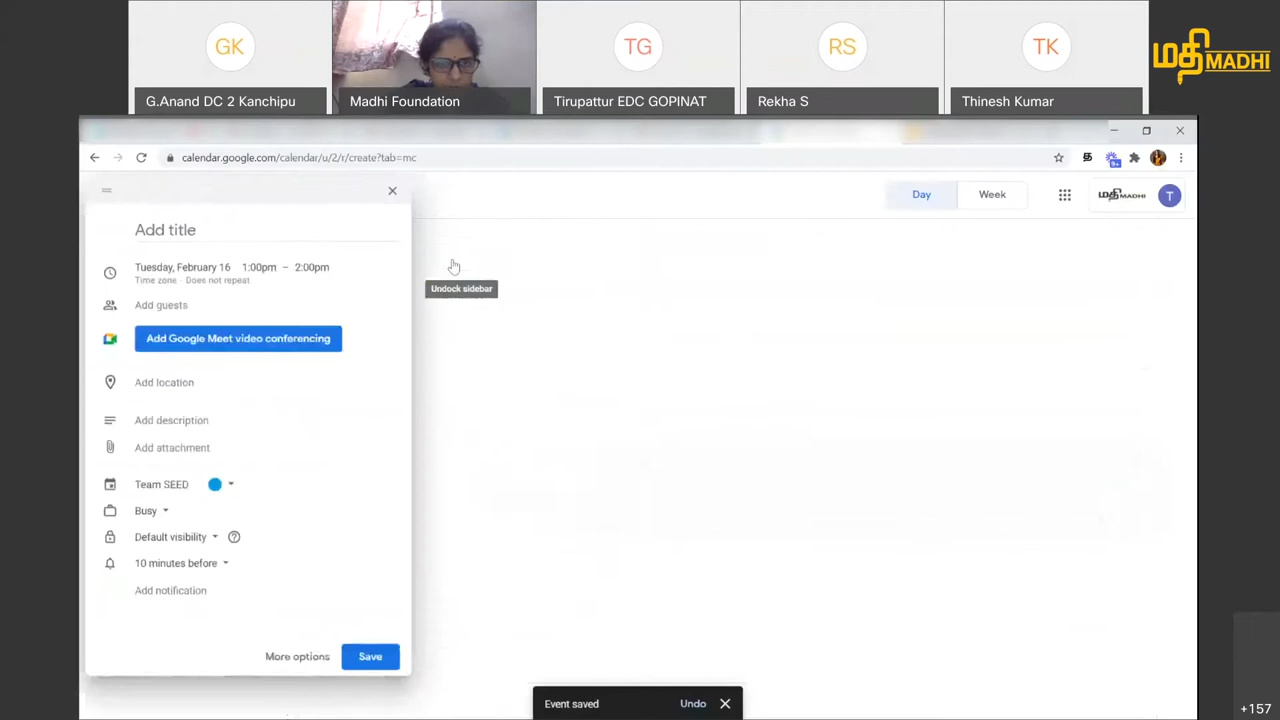 GK
TG
RS
TK
G.Anand DC 2 Kanchipu
Madhi Foundation
Tirupattur EDC GOPINAT
Rekha S
Thinesh Kumar
மதி MADHI
calendar.google.com/calendar/u/2/r/create?tab=mc
9+
Day
Week
மதி MADHI
T
Add title
Tuesday, February 16 1:00pm – 2:00pm
Time zone · Does not repeat
Undock sidebar
Add guests
Add Google Meet video conferencing
Add location
Add description
Add attachment
Team SEED
Busy
Default visibility
10 minutes before
Add notification
More options
Save
Event saved
Undo
+157